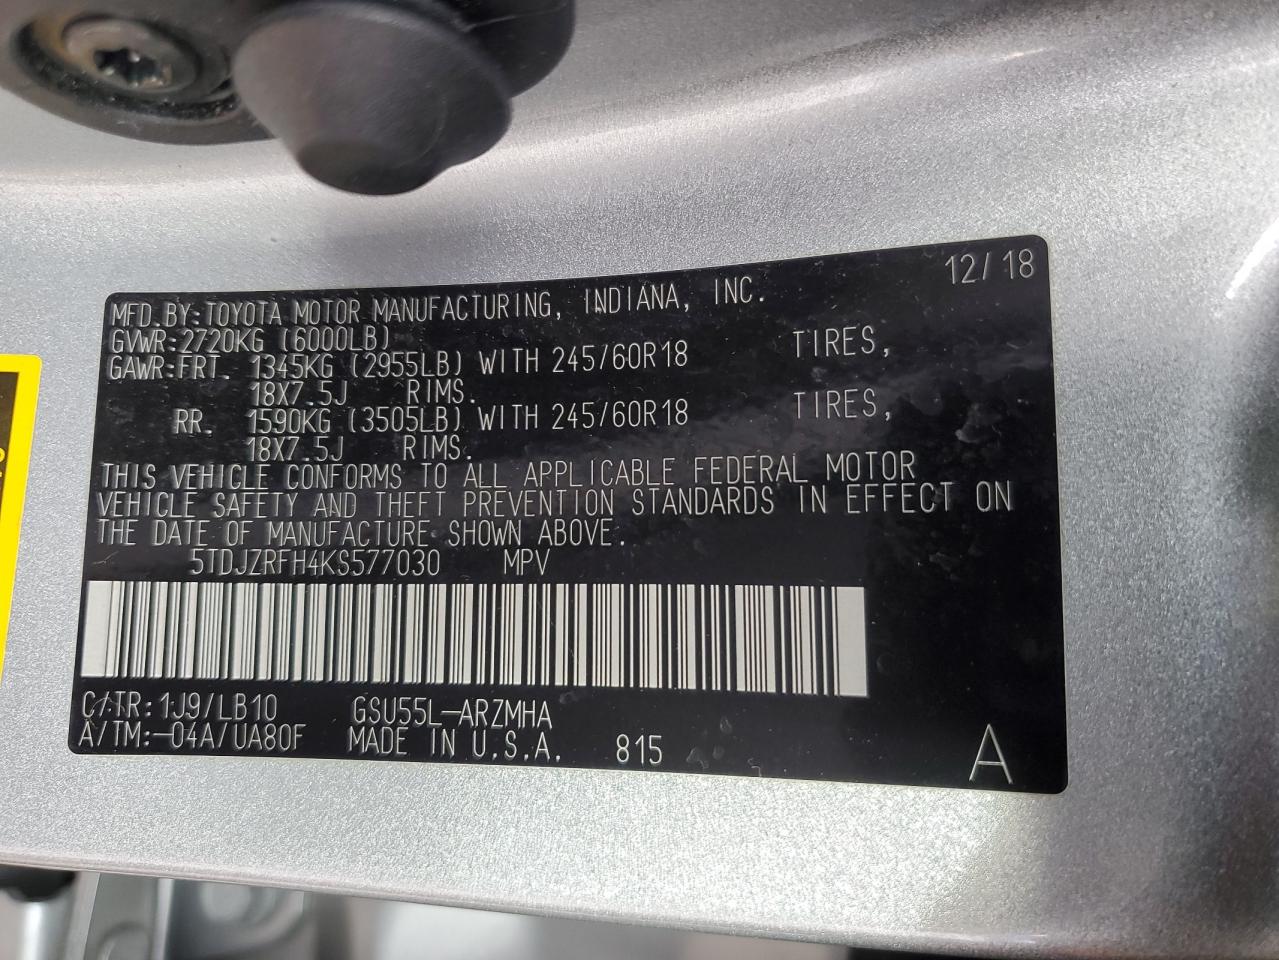 12/18
MFD BY:TOYOTA MOTOR MANUFACTURING, INDIANA, INC.
GVWR:2720KG (6000LB)
GAWR:FRT. 1345KG (2955LB) WITH 245/60R18 TIRES,
18X7.5J RIMS.
RR. 1590KG (3505LB) WITH 245/60R18 TIRES,
18X7.5J RIMS.
THIS VEHICLE CONFORMS TO ALL APPLICABLE FEDERAL MOTOR
VEHICLE SAFETY AND THEFT PREVENTION STANDARDS IN EFFECT ON
THE DATE OF MANUFACTURE SHOWN ABOVE.
5TDJZRFH4KS577030 MPV
C/TR:1J9/LB10 GSU55L-ARZMHA
A/TM:-04A/UA80F MADE IN U.S.A. 815 A